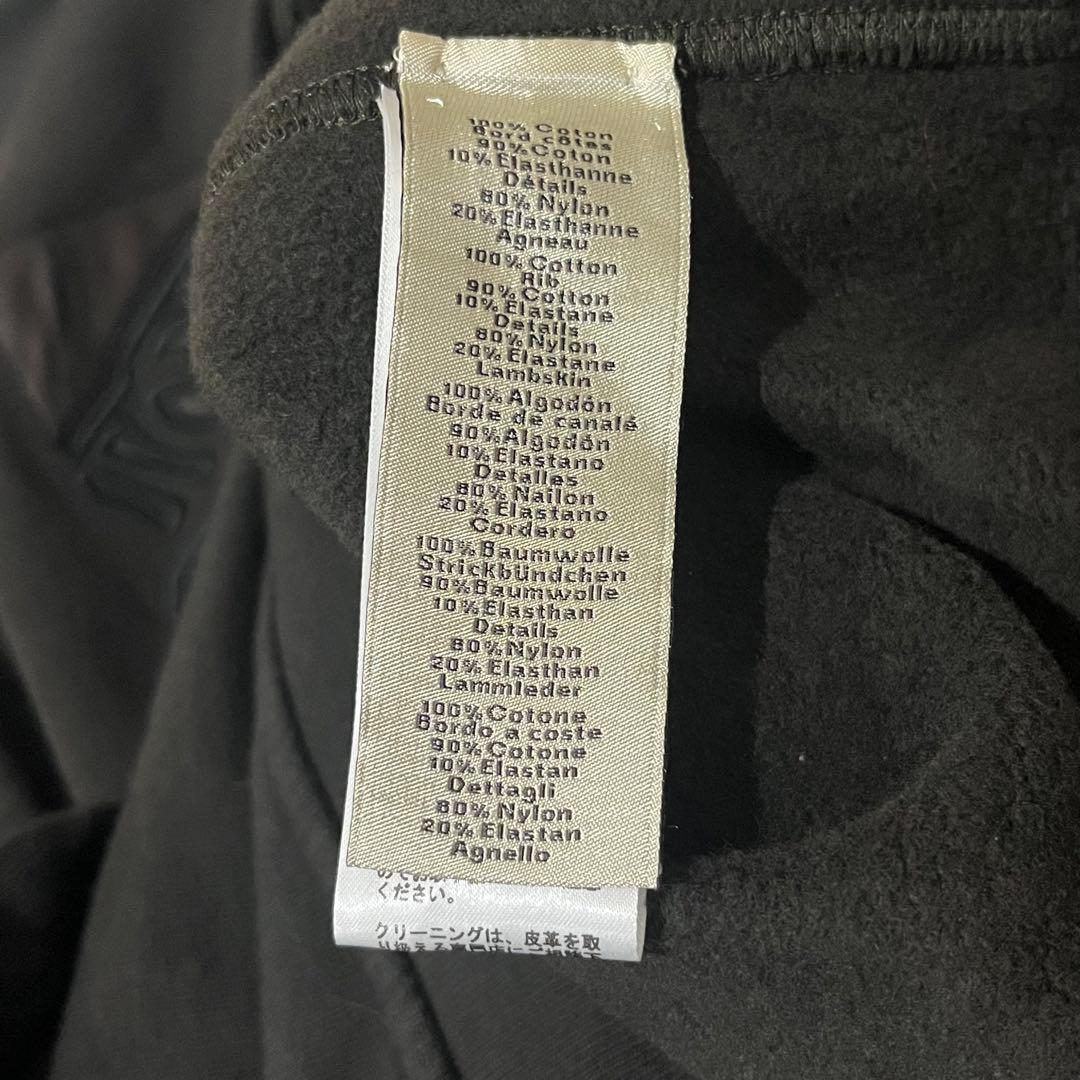 100% Coton
Bord côtes
90% Coton
10% Elasthanne
Détails
80% Nylon
20% Elasthanne
Agneau
100% Cotton
Rib
90% Cotton
10% Elastane
Details
80% Nylon
20% Elastane
Lambskin
100% Algodón
Borde de canalé
90% Algodón
10% Elastano
Detalles
80% Nailon
20% Elastano
Cordero
100% Baumwolle
Strickbündchen
90% Baumwolle
10% Elasthan
Details
80% Nylon
20% Elasthan
Lammleder
100% Cotone
Bordo a coste
90% Cotone
10% Elastan
Dettagli
80% Nylon
20% Elastan
Agnello
ください。
クリーニングは、皮革を取